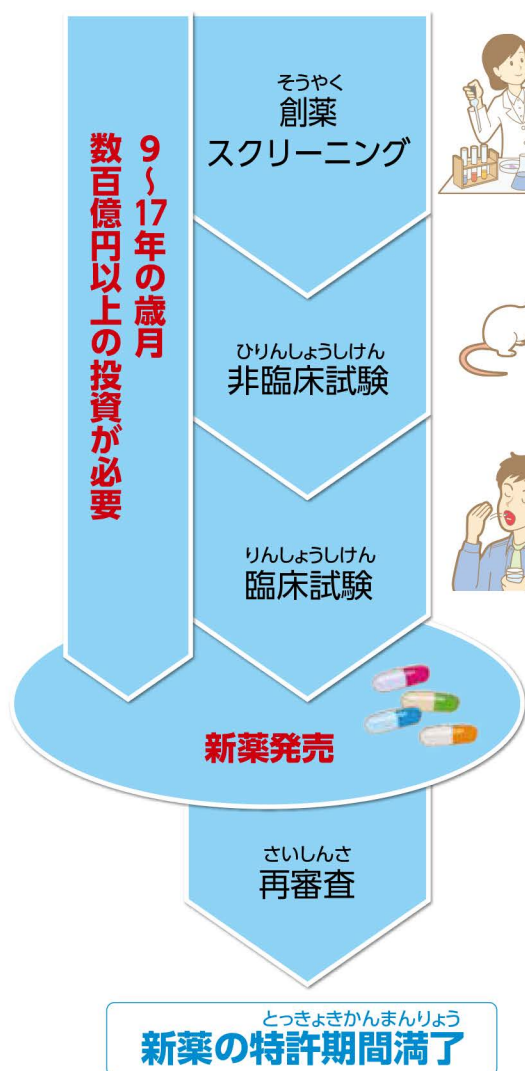 9～17年の歳月
数百億円以上の投資が必要
そうやく
創薬
スクリーニング
ひりんしょうしけん
非臨床試験
りんしょうしけん
臨床試験
新薬発売
さいしんさ
再審査
とっきょきかんまんりょう
新薬の特許期間満了